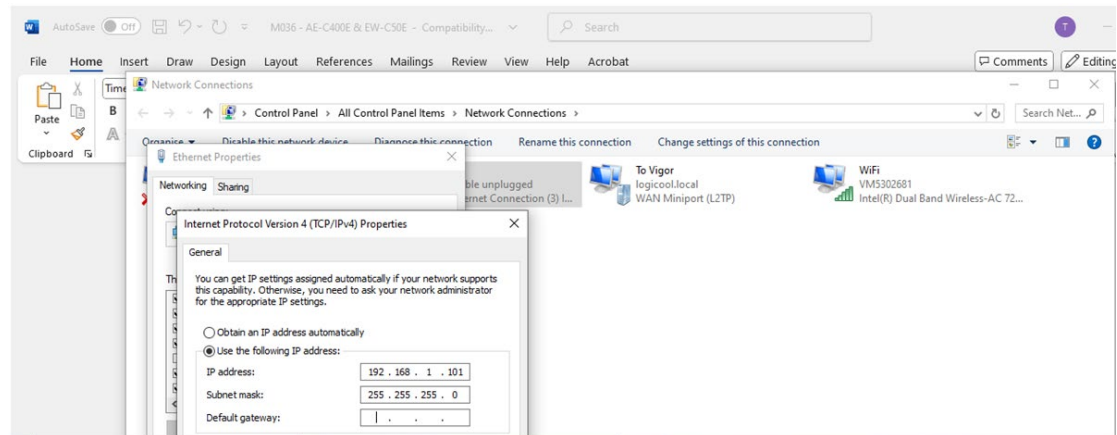 AutoSave Off M036 - AE-C400E & EW-C50E - Compatibility... Search T
File Home Insert Draw Design Layout References Mailings Review View Help Acrobat Comments Editing
Paste
B
A
Clipboard
Time
Network Connections
Control Panel > All Control Panel Items > Network Connections > Search Net...
Organise Disable this network device Diagnose this connection Rename this connection Change settings of this connection
Ethernet Properties
Networking Sharing
ble unplugged
ernet Connection (3) I...
To Vigor
logicool.local
WAN Miniport (L2TP)
WiFi
VM5302681
Intel(R) Dual Band Wireless-AC 72...
Internet Protocol Version 4 (TCP/IPv4) Properties
General
Th
You can get IP settings assigned automatically if your network supports
this capability. Otherwise, you need to ask your network administrator
for the appropriate IP settings.
Obtain an IP address automatically
Use the following IP address:
IP address: 192 . 168 . 1 . 101
Subnet mask: 255 . 255 . 255 . 0
Default gateway: . . .